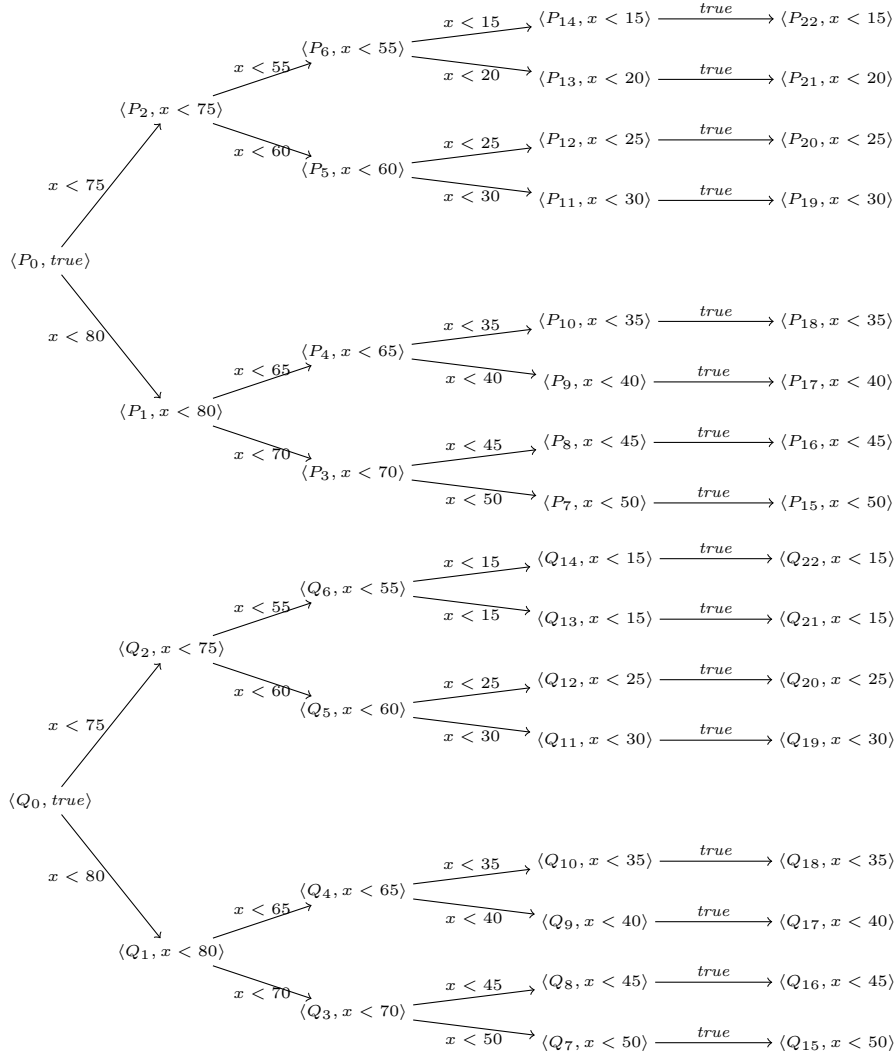 x < 15
⟨P₁₄, x < 15⟩
true
⟨P₂₂, x < 15⟩
⟨P₆, x < 55⟩
x < 55
x < 20
⟨P₁₃, x < 20⟩
true
⟨P₂₁, x < 20⟩
⟨P₂, x < 75⟩
x < 25
⟨P₁₂, x < 25⟩
true
⟨P₂₀, x < 25⟩
x < 60
⟨P₅, x < 60⟩
x < 75
x < 30
⟨P₁₁, x < 30⟩
true
⟨P₁₉, x < 30⟩
⟨P₀, true⟩
x < 80
x < 35
⟨P₁₀, x < 35⟩
true
⟨P₁₈, x < 35⟩
⟨P₄, x < 65⟩
x < 65
x < 40
⟨P₉, x < 40⟩
true
⟨P₁₇, x < 40⟩
⟨P₁, x < 80⟩
x < 45
⟨P₈, x < 45⟩
true
⟨P₁₆, x < 45⟩
x < 70
⟨P₃, x < 70⟩
x < 50
⟨P₇, x < 50⟩
true
⟨P₁₅, x < 50⟩
x < 15
⟨Q₁₄, x < 15⟩
true
⟨Q₂₂, x < 15⟩
⟨Q₆, x < 55⟩
x < 55
x < 15
⟨Q₁₃, x < 15⟩
true
⟨Q₂₁, x < 15⟩
⟨Q₂, x < 75⟩
x < 25
⟨Q₁₂, x < 25⟩
true
⟨Q₂₀, x < 25⟩
x < 60
⟨Q₅, x < 60⟩
x < 75
x < 30
⟨Q₁₁, x < 30⟩
true
⟨Q₁₉, x < 30⟩
⟨Q₀, true⟩
x < 80
x < 35
⟨Q₁₀, x < 35⟩
true
⟨Q₁₈, x < 35⟩
⟨Q₄, x < 65⟩
x < 65
x < 40
⟨Q₉, x < 40⟩
true
⟨Q₁₇, x < 40⟩
⟨Q₁, x < 80⟩
x < 45
⟨Q₈, x < 45⟩
true
⟨Q₁₆, x < 45⟩
x < 70
⟨Q₃, x < 70⟩
x < 50
⟨Q₇, x < 50⟩
true
⟨Q₁₅, x < 50⟩